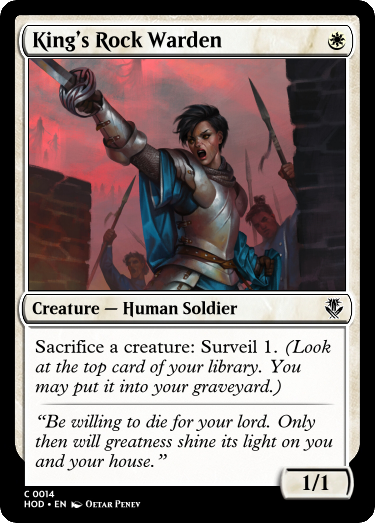 King's Rock Warden
Creature — Human Soldier
Sacrifice a creature: Surveil 1. (Look
at the top card of your library. You
may put it into your graveyard.)
“Be willing to die for your lord. Only
then will greatness shine its light on you
and your house.”
1/1
C 0014
HOD • EN Oetar Penev